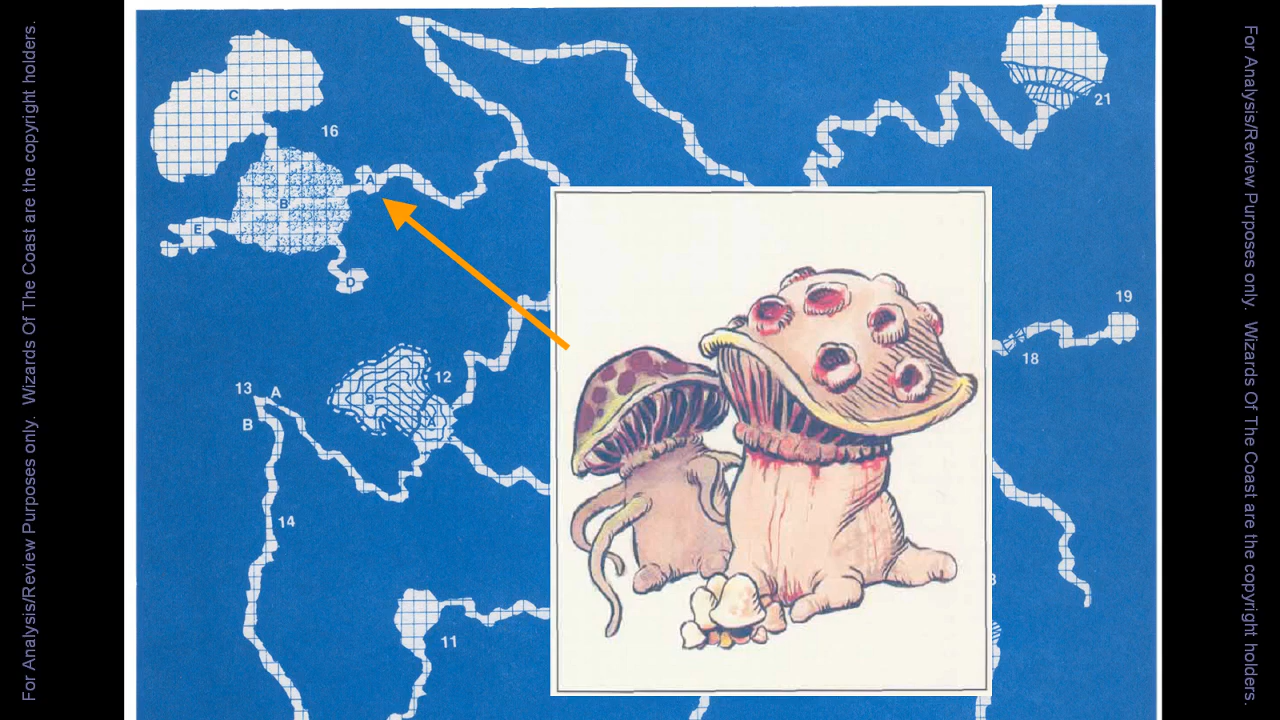 For Analysis/Review Purposes only.  Wizards Of The Coast are the copyright holders.
C
16
A
B
E
D
21
19
18
12
B
A
13
A
B
14
11
For Analysis/Review Purposes only.  Wizards Of The Coast are the copyright holders.